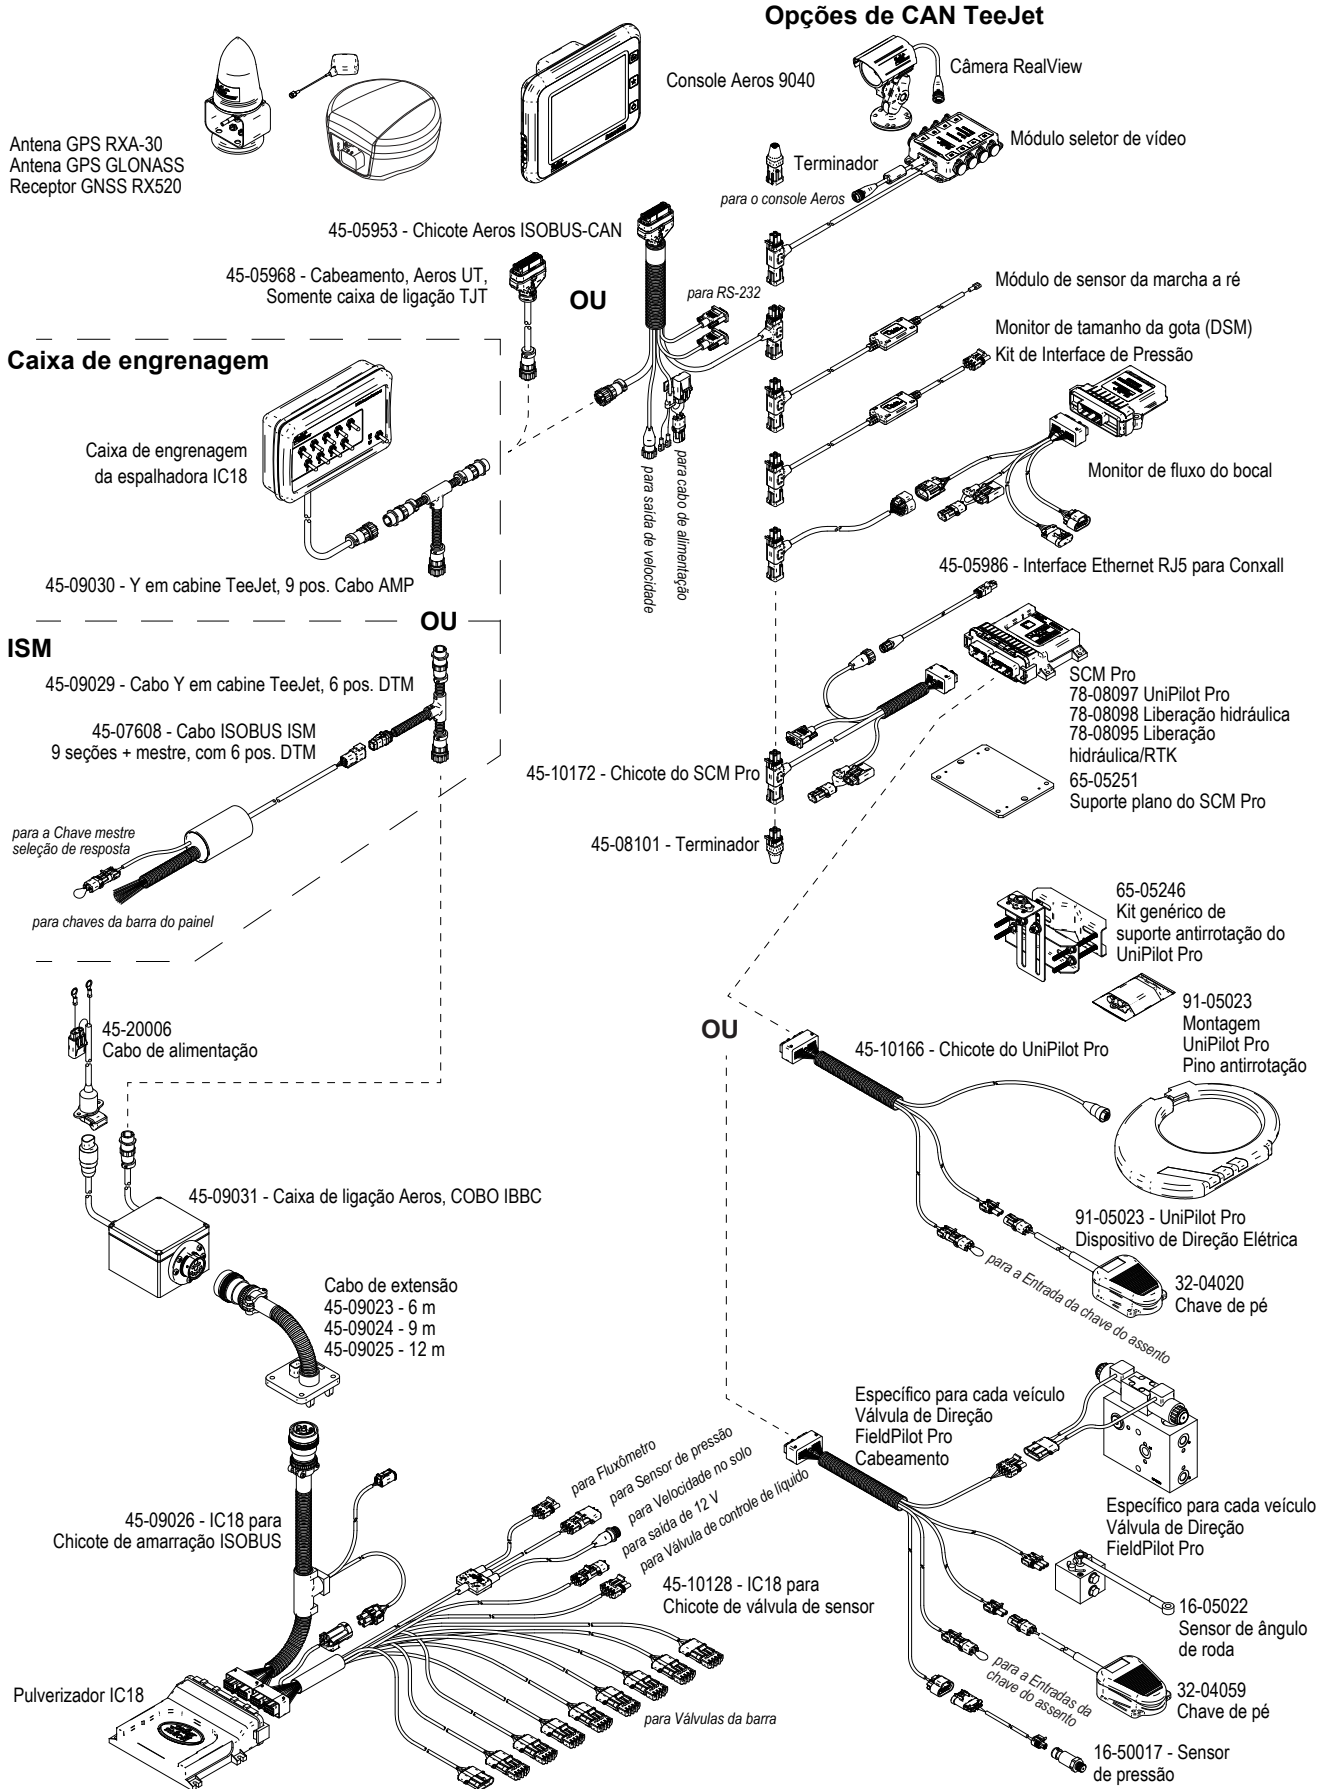 Opções de CAN TeeJet
Antena GPS RXA-30
Antena GPS GLONASS
Receptor GNSS RX520
Console Aeros 9040
Câmera RealView
Módulo seletor de vídeo
Terminador
para o console Aeros
45-05953 - Chicote Aeros ISOBUS-CAN
45-05968 - Cabeamento, Aeros UT,
Somente caixa de ligação TJT
OU
para RS-232
Módulo de sensor da marcha a ré
Monitor de tamanho da gota (DSM)
Kit de Interface de Pressão
Monitor de fluxo do bocal
Caixa de engrenagem
Caixa de engrenagem
da espalhadora IC18
para saída de velocidade
para cabo de alimentação
45-09030 - Y em cabine TeeJet, 9 pos. Cabo AMP
45-05986 - Interface Ethernet RJ5 para Conxall
OU
ISM
45-09029 - Cabo Y em cabine TeeJet, 6 pos. DTM
45-07608 - Cabo ISOBUS ISM
9 seções + mestre, com 6 pos. DTM
para a Chave mestre
seleção de resposta
para chaves da barra do painel
SCM Pro
78-08097 UniPilot Pro
78-08098 Liberação hidráulica
78-08095 Liberação
hidráulica/RTK
65-05251
Suporte plano do SCM Pro
45-10172 - Chicote do SCM Pro
45-08101 - Terminador
65-05246
Kit genérico de
suporte antirrotação do
UniPilot Pro
91-05023
Montagem
UniPilot Pro
Pino antirrotação
OU
45-10166 - Chicote do UniPilot Pro
45-20006
Cabo de alimentação
45-09031 - Caixa de ligação Aeros, COBO IBBC
91-05023 - UniPilot Pro
Dispositivo de Direção Elétrica
32-04020
Chave de pé
para a Entrada da chave do assento
Cabo de extensão
45-09023 - 6 m
45-09024 - 9 m
45-09025 - 12 m
Específico para cada veículo
Válvula de Direção
FieldPilot Pro
Cabeamento
para Fluxômetro
para Sensor de pressão
para Velocidade no solo
para saída de 12 V
para Válvula de controle de líquido
45-09026 - IC18 para
Chicote de amarração ISOBUS
45-10128 - IC18 para
Chicote de válvula de sensor
Específico para cada veículo
Válvula de Direção
FieldPilot Pro
16-05022
Sensor de ângulo
de roda
para a Entradas da
chave do assento
32-04059
Chave de pé
Pulverizador IC18
para Válvulas da barra
16-50017 - Sensor
de pressão